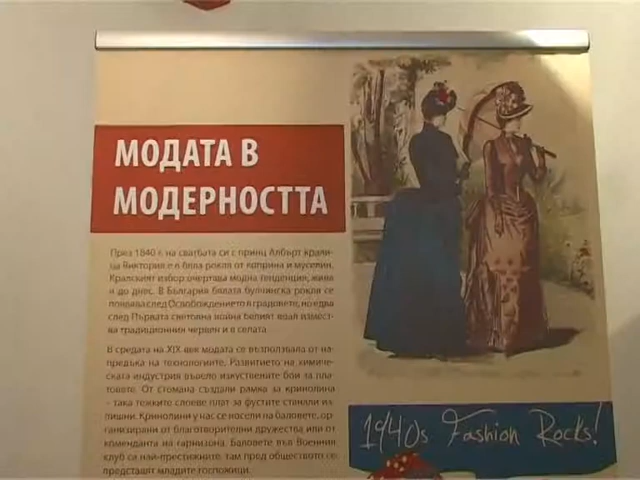 МОДАТА В
МОДЕРНОСТТА
През 1840 г. на сватбата си с принц Албърт крали-
ца Виктория е в бяла рокля от коприна и муселин.
Кралският избор очертава модна тенденция, жива
и до днес. В България бялата булчинска рокля се
появява след Освобождението в градовете, но едва
след Първата световна война белият воал измест-
ва традиционния червен и в селата.
В средата на XIX век модата се възползвала от на-
предъка на технологиите. Развитието на химиче-
ската индустрия въвело изкуствените бои за пла-
товете. От стомана създали рамка за кринолина
– така тежките слоеве плат за фустите станали из-
лишни. Кринолини у нас се носели на баловете, ор-
ганизирани от благотворителни дружества или от
коменданта на гарнизона. Баловете във Военния
клуб са най-престижните, там пред обществото се
представят младите госпожици.
1940s Fashion Rocks!